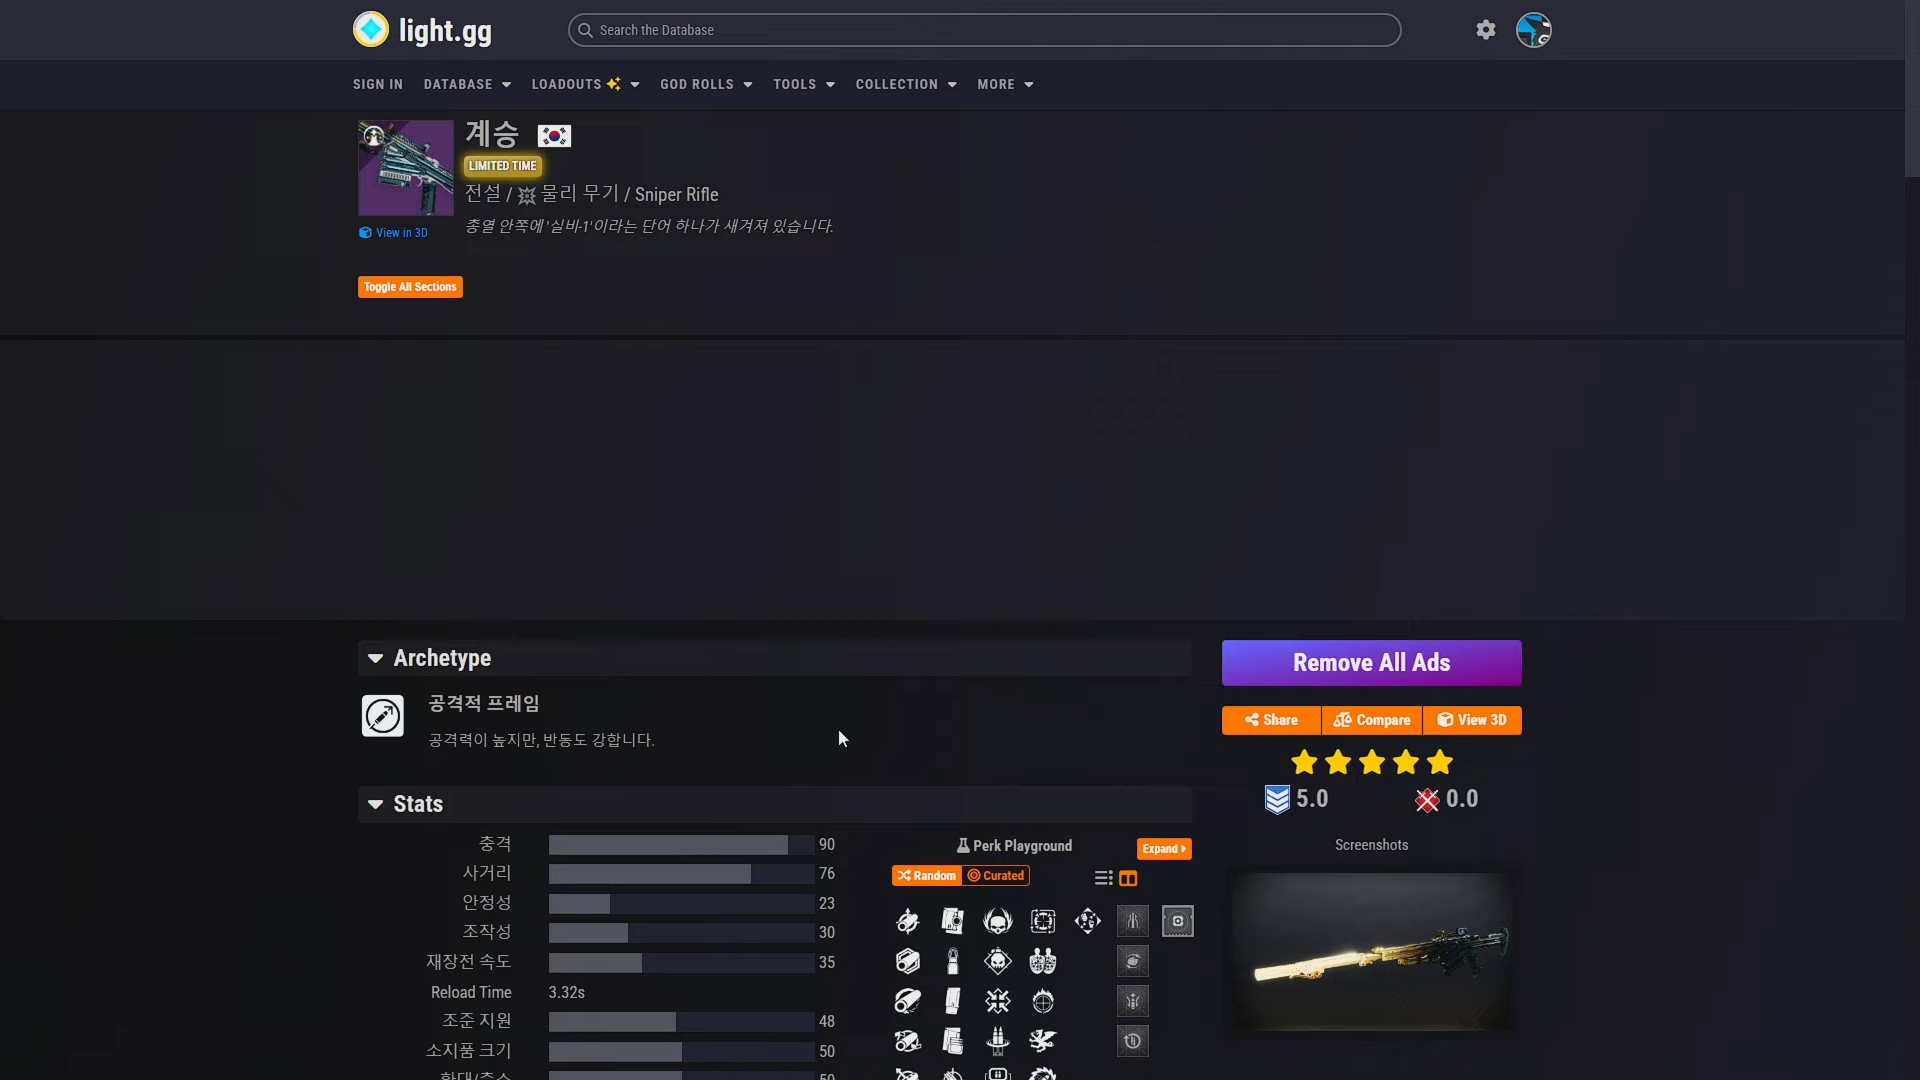 light.gg
Search the Database
SIGN IN DATABASE LOADOUTS GOD ROLLS TOOLS COLLECTION MORE
계승
LIMITED TIME
전설 / 물리 무기 / Sniper Rifle
총열 안쪽에 '실비-1'이라는 단어 하나가 새겨져 있습니다.
View in 3D
Toggle All Sections
Archetype
공격적 프레임
공격력이 높지만, 반동도 강합니다.
Remove All Ads
Share Compare View 3D
5.0 0.0
Screenshots
Stats
충격 90
사거리 76
안정성 23
조작성 30
재장전 속도 35
Reload Time 3.32s
조준 지원 48
소지품 크기 50
Perk Playground
Expand
Random Curated